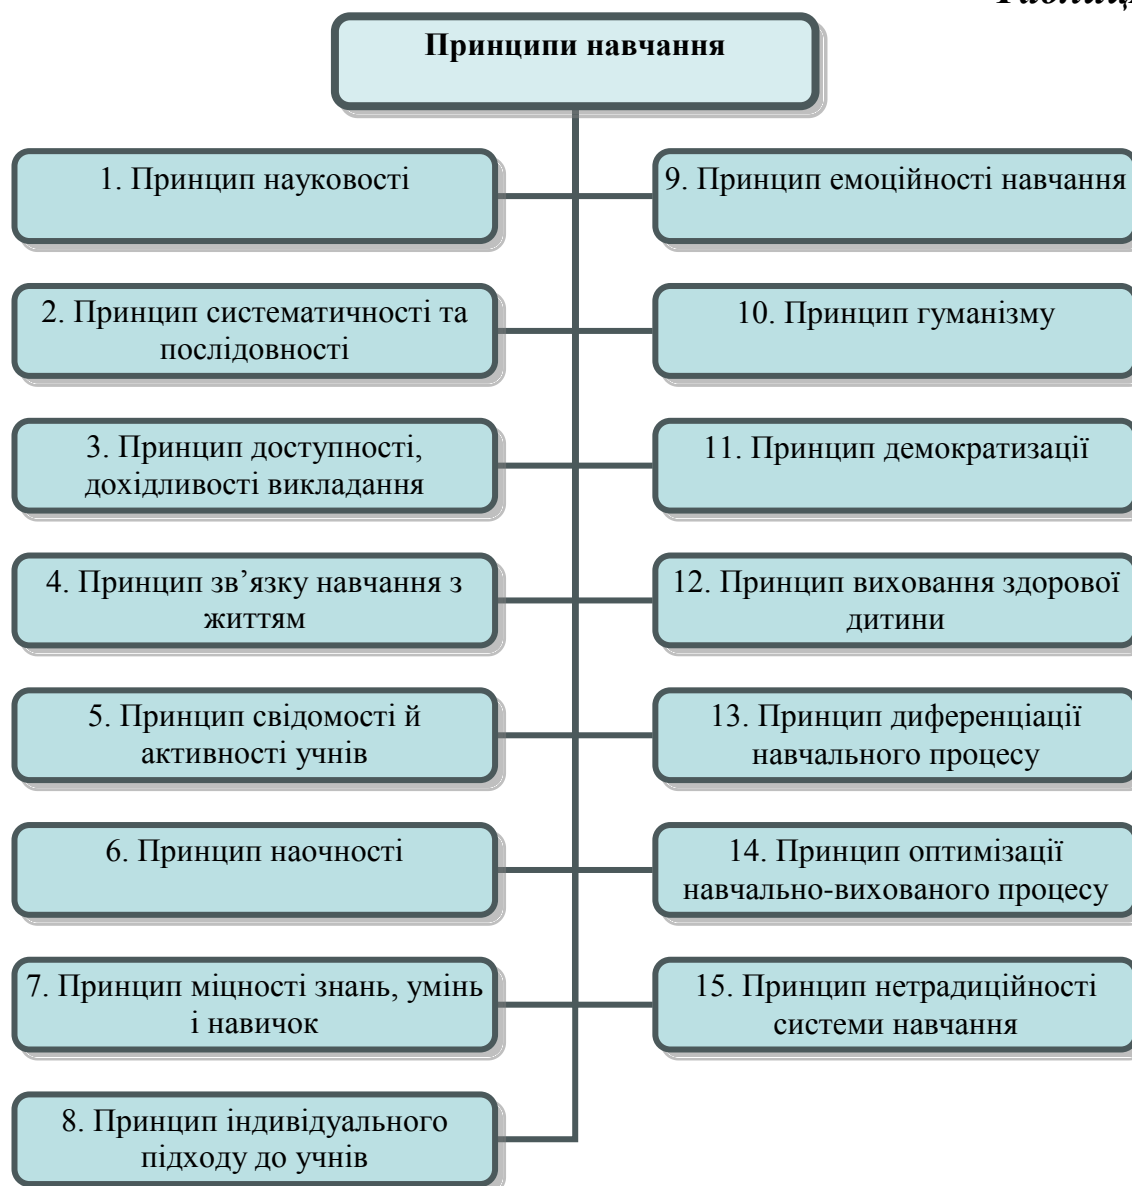 Принципи навчання
1. Принцип науковості
2. Принцип систематичності та
послідовності
3. Принцип доступності,
дохідливості викладання
4. Принцип зв’язку навчання з
життям
5. Принцип свідомості й
активності учнів
6. Принцип наочності
7. Принцип міцності знань, умінь
і навичок
8. Принцип індивідуального
підходу до учнів
9. Принцип емоційності навчання
10. Принцип гуманізму
11. Принцип демократизації
12. Принцип виховання здорової
дитини
13. Принцип диференціації
навчального процесу
14. Принцип оптимізації
навчально-вихованого процесу
15. Принцип нетрадиційності
системи навчання